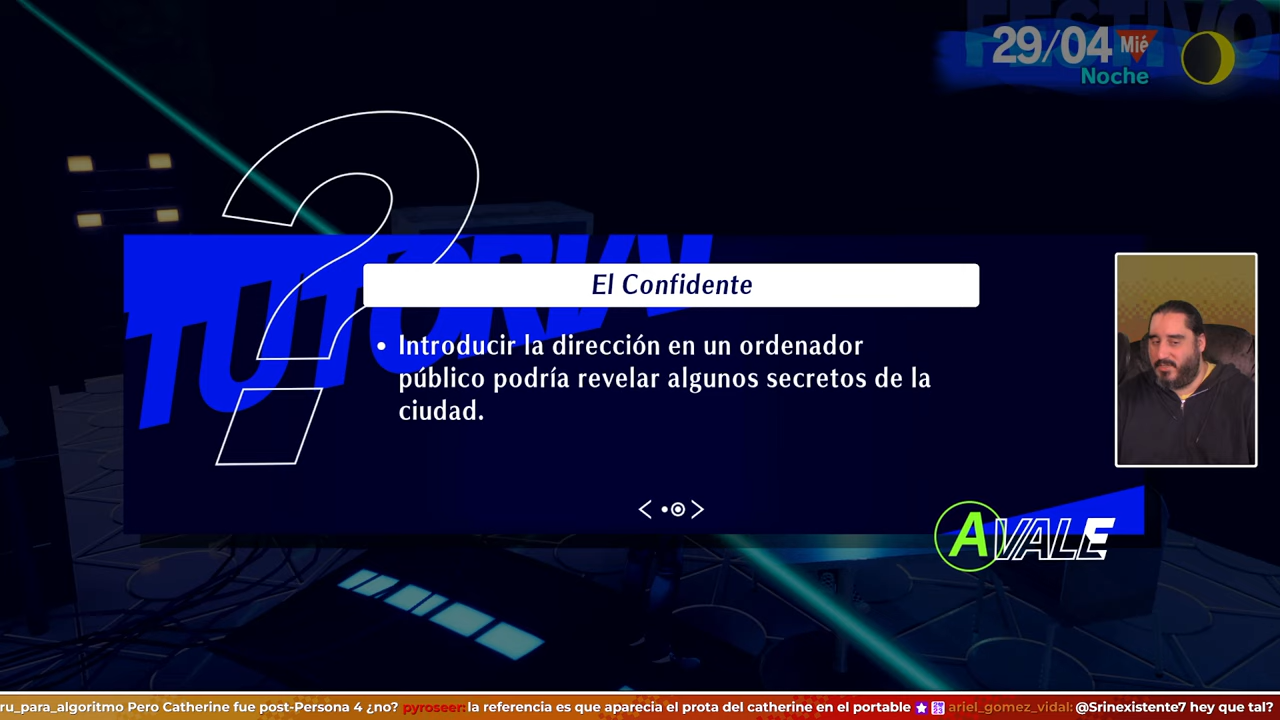 FESTIVO
29/04 Mié
Noche
TUTORIAL
El Confidente
• Introducir la dirección en un ordenador
público podría revelar algunos secretos de la
ciudad.
A VALE
ru_para_algoritmo Pero Catherine fue post-Persona 4 ¿no? pyroseer: la referencia es que aparecia el prota del catherine en el portable ariel_gomez_vidal: @Srinexistente7 hey que tal?